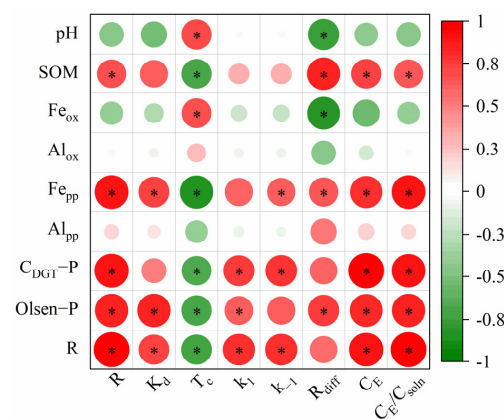 pH
SOM
Feox
Alox
Fepp
Alpp
CDGT−P
Olsen−P
R
R
Kd
Tc
k1
k−1
Rdiff
CE
CE/Csoln
1
0.8
0.5
0.3
0
-0.3
-0.5
-0.8
-1